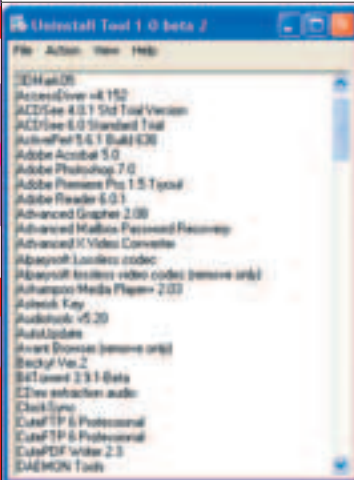 Uninstall Tool 1.0 beta 2
File Action View Help
3DMark05
AccessDiver v4.152
ACDSee 4.0.1 Std Trial Version
ACDSee 6.0 Standard Trial
ActivePerl 5.6.1 Build 638
Adobe Acrobat 5.0
Adobe Photoshop 7.0
Adobe Premiere Pro 1.5 Tryout
Adobe Reader 6.0.1
Advanced Grapher 2.08
Advanced Mailbox Password Recovery
Advanced X Video Converter
Alparysoft Lossless codec
Alparysoft lossless video codec (remove only)
Ashampoo Media Player+ 2.03
Asterisk Key
Audiotools v5.20
AutoUpdate
Avant Browser (remove only)
Becky! Ver.2
BitTorrent 3.9.1-Beta
CDex extraction audio
ClockSync
CuteFTP 6 Professional
CuteFTP 6 Professional
CutePDF Writer 2.3
DAEMON Tools